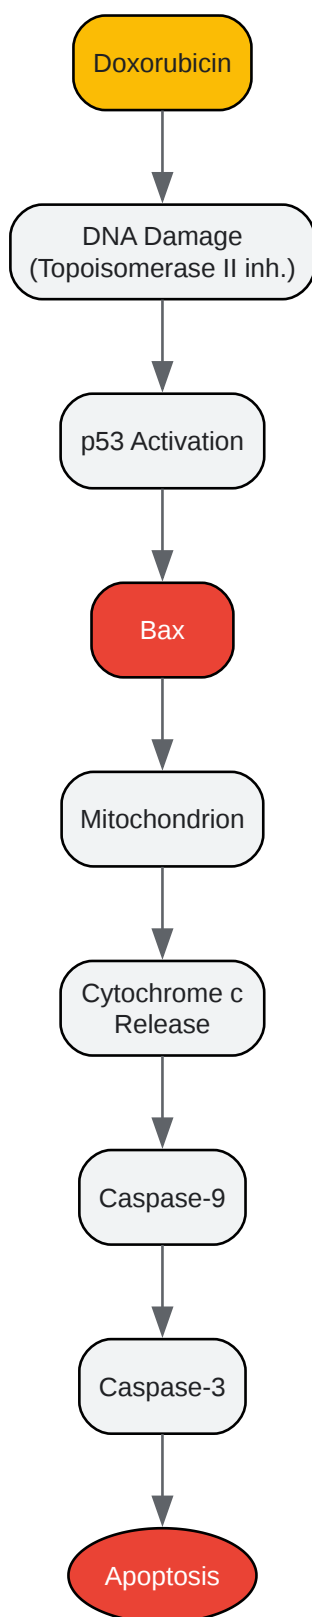 Doxorubicin
DNA Damage
(Topoisomerase II inh.)
p53 Activation
Bax
Mitochondrion
Cytochrome c
Release
Caspase-9
Caspase-3
Apoptosis